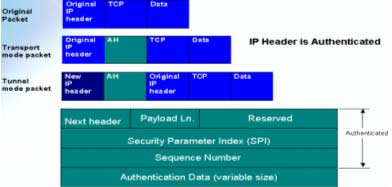 Original
Packet
Original
IP
header
TCP
Data
Transport
mode packet
Original
IP
header
AH
TCP
Data
IP Header is Authenticated
Tunnel
mode packet
New
IP
header
AH
Original
IP
header
TCP
Data
Next header
Payload Ln.
Reserved
Security Parameter Index (SPI)
Sequence Number
Authentication Data (variable size)
Authenticated